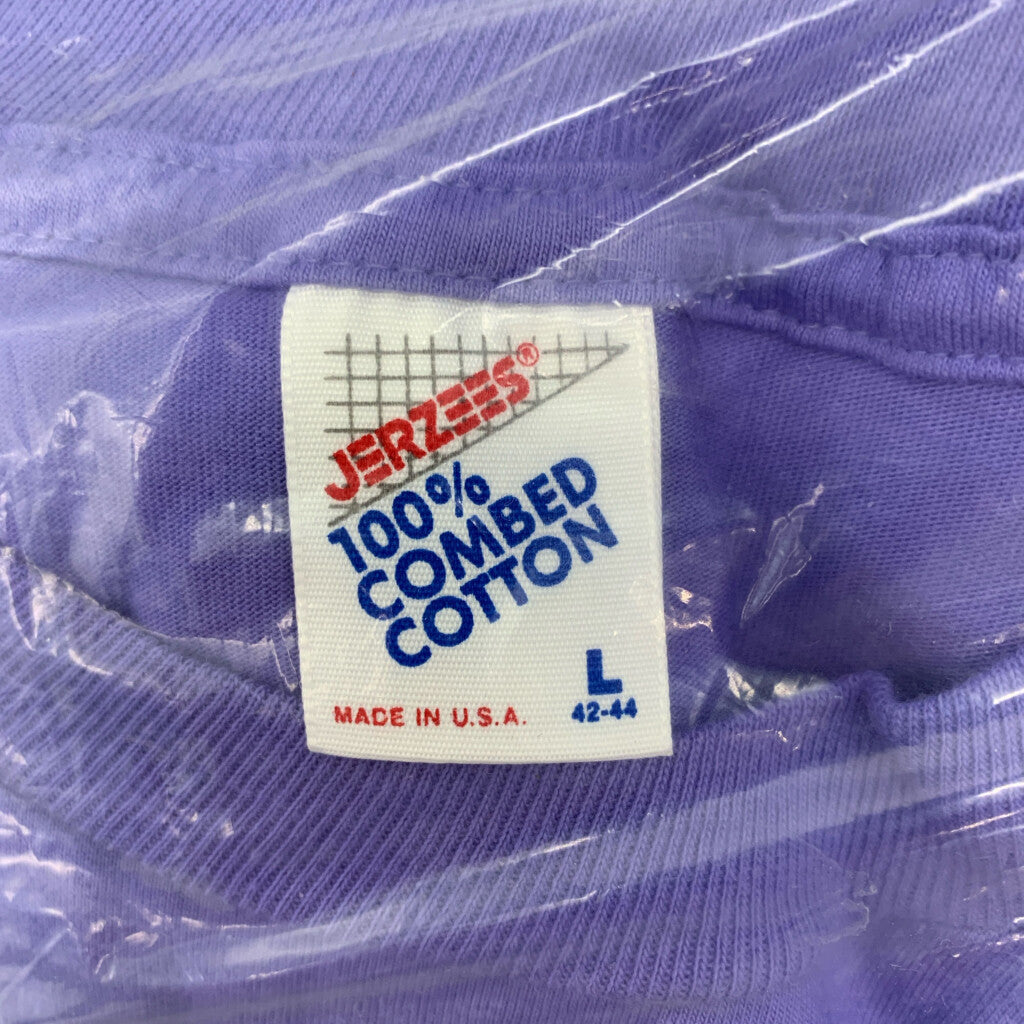 JERZEES®
100%
COMBED
COTTON
L
MADE IN U.S.A. 42-44